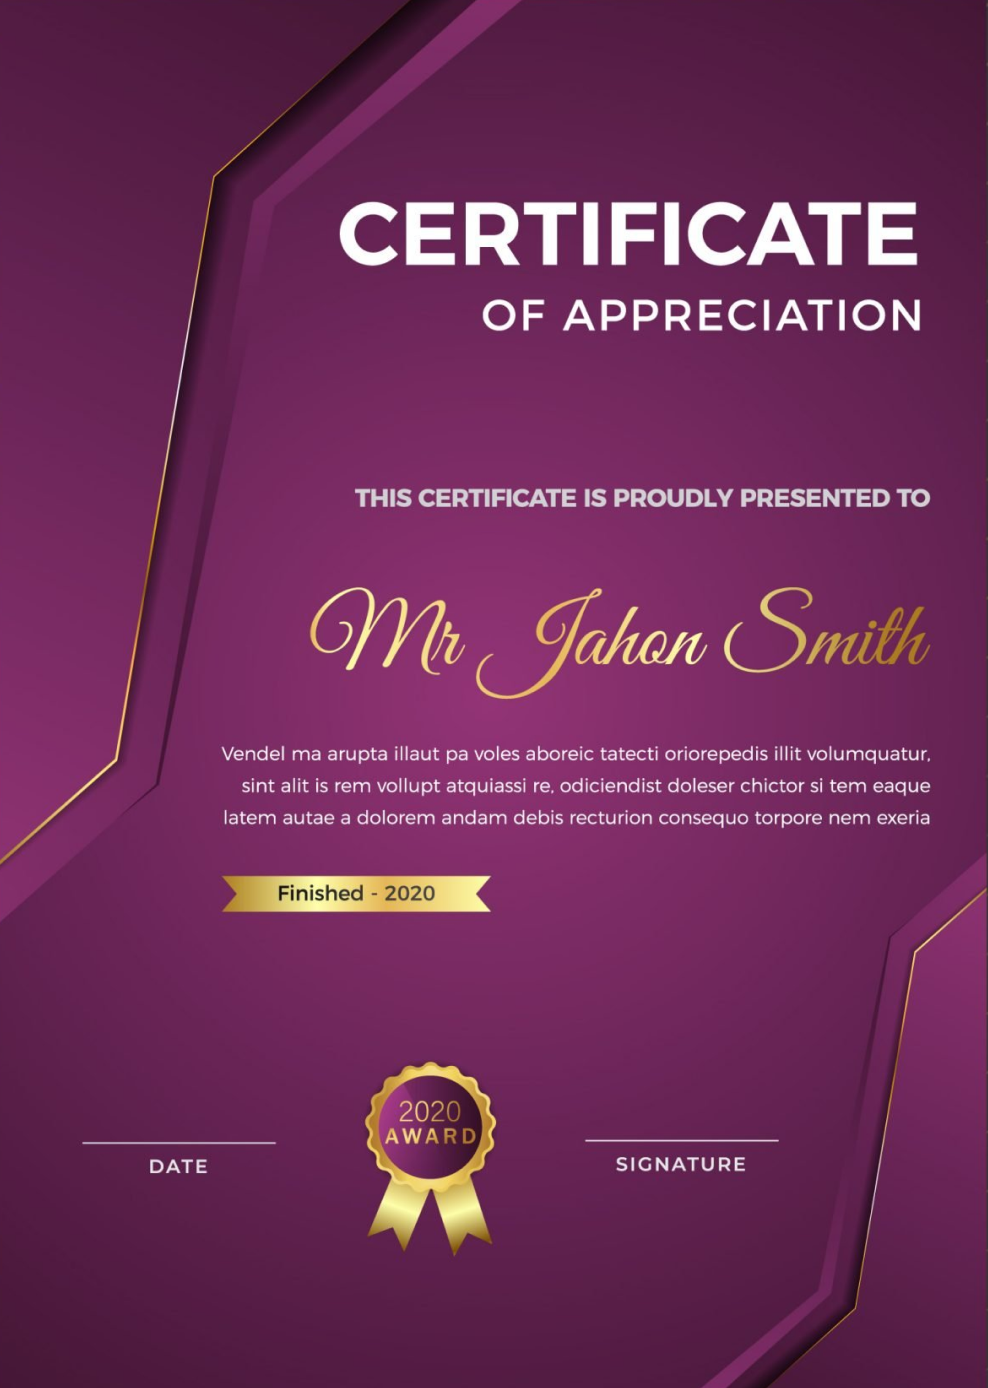 CERTIFICATE
OF APPRECIATION
THIS CERTIFICATE IS PROUDLY PRESENTED TO
Mr Jahon Smith
Vendel ma arupta illaut pa voles aboreic tatecti oriorepedis illit volumquatur,
sint alit is rem vollupt atquiassi re, odiciendist doleser chictor si tem eaque
latem autae a dolorem andam debis recturion consequo torpore nem exeria
Finished - 2020
2020
AWARD
DATE
SIGNATURE